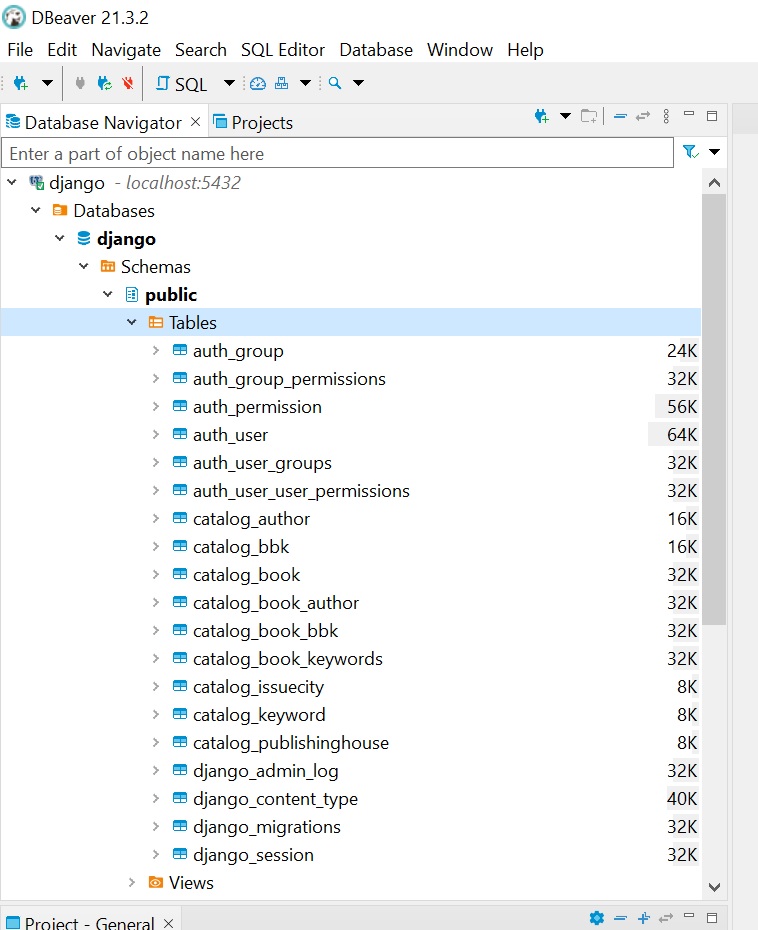 DBeaver 21.3.2
File Edit Navigate Search SQL Editor Database Window Help
SQL
Database Navigator Projects
Enter a part of object name here
django - localhost:5432
Databases
django
Schemas
public
Tables
auth_group 24K
auth_group_permissions 32K
auth_permission 56K
auth_user 64K
auth_user_groups 32K
auth_user_user_permissions 32K
catalog_author 16K
catalog_bbk 16K
catalog_book 32K
catalog_book_author 32K
catalog_book_bbk 32K
catalog_book_keywords 32K
catalog_issuecity 8K
catalog_keyword 8K
catalog_publishinghouse 8K
django_admin_log 32K
django_content_type 40K
django_migrations 32K
django_session 32K
Views
Project - General